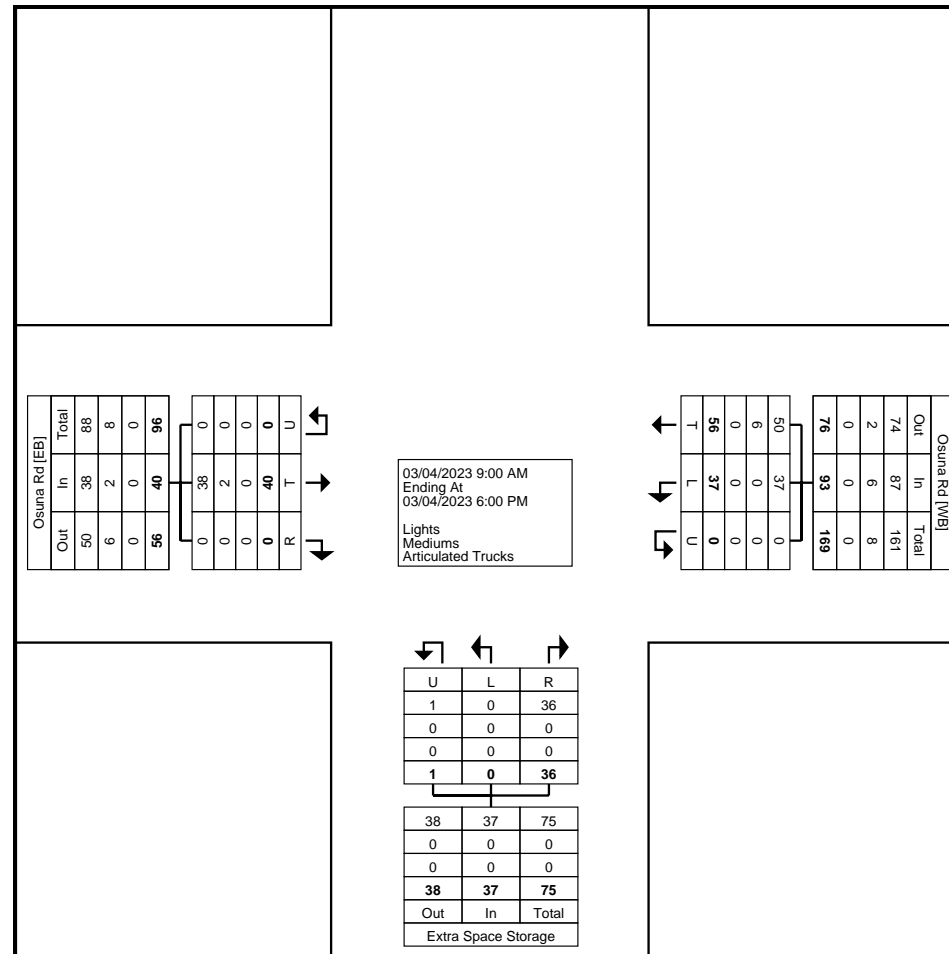 Osuna Rd [EB]
Total In Out
88 38 50
8 2 6
0 0 0
96 40 56
0 38 0
0 2 0
0 0 0
0 40 0
U T R
03/04/2023 9:00 AM
Ending At
03/04/2023 6:00 PM
Lights
Mediums
Articulated Trucks
Osuna Rd [WB]
Out In Total
74 87 161
2 6 8
0 0 0
76 93 169
50 37 0
6 0 0
0 0 0
56 37 0
T L U
U L R
1 0 36
0 0 0
0 0 0
1 0 36
38 37 75
0 0 0
0 0 0
38 37 75
Out In Total
Extra Space Storage